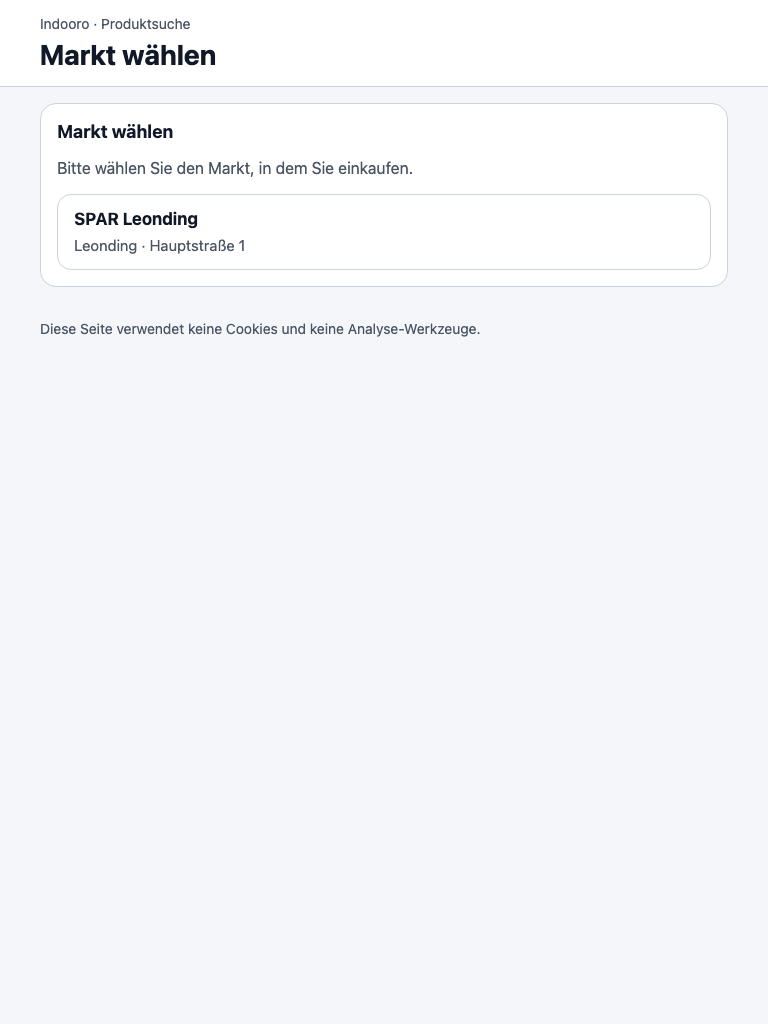 Indooro · Produktsuche
Markt wählen
Markt wählen
Bitte wählen Sie den Markt, in dem Sie einkaufen.
SPAR Leonding
Leonding · Hauptstraße 1
Diese Seite verwendet keine Cookies und keine Analyse-Werkzeuge.